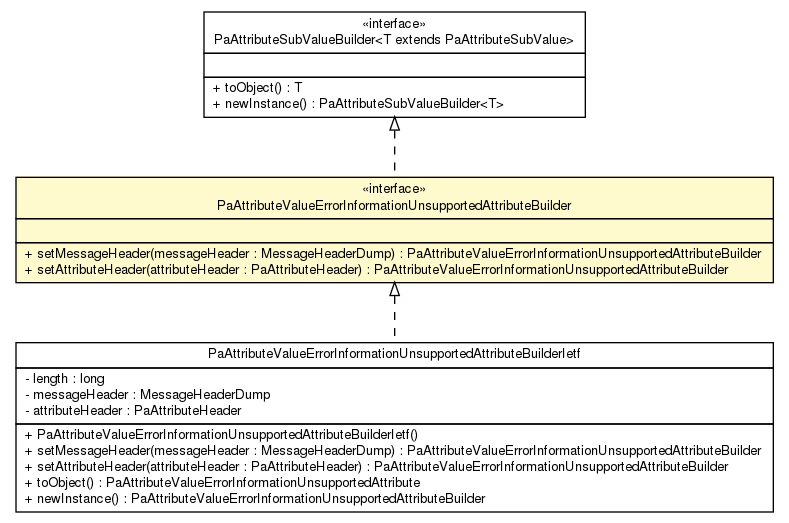 «interface»
PaAttributeSubValueBuilder<T extends PaAttributeSubValue>
+ toObject() : T
+ newInstance() : PaAttributeSubValueBuilder<T>
«interface»
PaAttributeValueErrorInformationUnsupportedAttributeBuilder
+ setMessageHeader(messageHeader : MessageHeaderDump) : PaAttributeValueErrorInformationUnsupportedAttributeBuilder
+ setAttributeHeader(attributeHeader : PaAttributeHeader) : PaAttributeValueErrorInformationUnsupportedAttributeBuilder
PaAttributeValueErrorInformationUnsupportedAttributeBuilderIetf
- length : long
- messageHeader : MessageHeaderDump
- attributeHeader : PaAttributeHeader
+ PaAttributeValueErrorInformationUnsupportedAttributeBuilderIetf()
+ setMessageHeader(messageHeader : MessageHeaderDump) : PaAttributeValueErrorInformationUnsupportedAttributeBuilder
+ setAttributeHeader(attributeHeader : PaAttributeHeader) : PaAttributeValueErrorInformationUnsupportedAttributeBuilder
+ toObject() : PaAttributeValueErrorInformationUnsupportedAttribute
+ newInstance() : PaAttributeValueErrorInformationUnsupportedAttributeBuilder